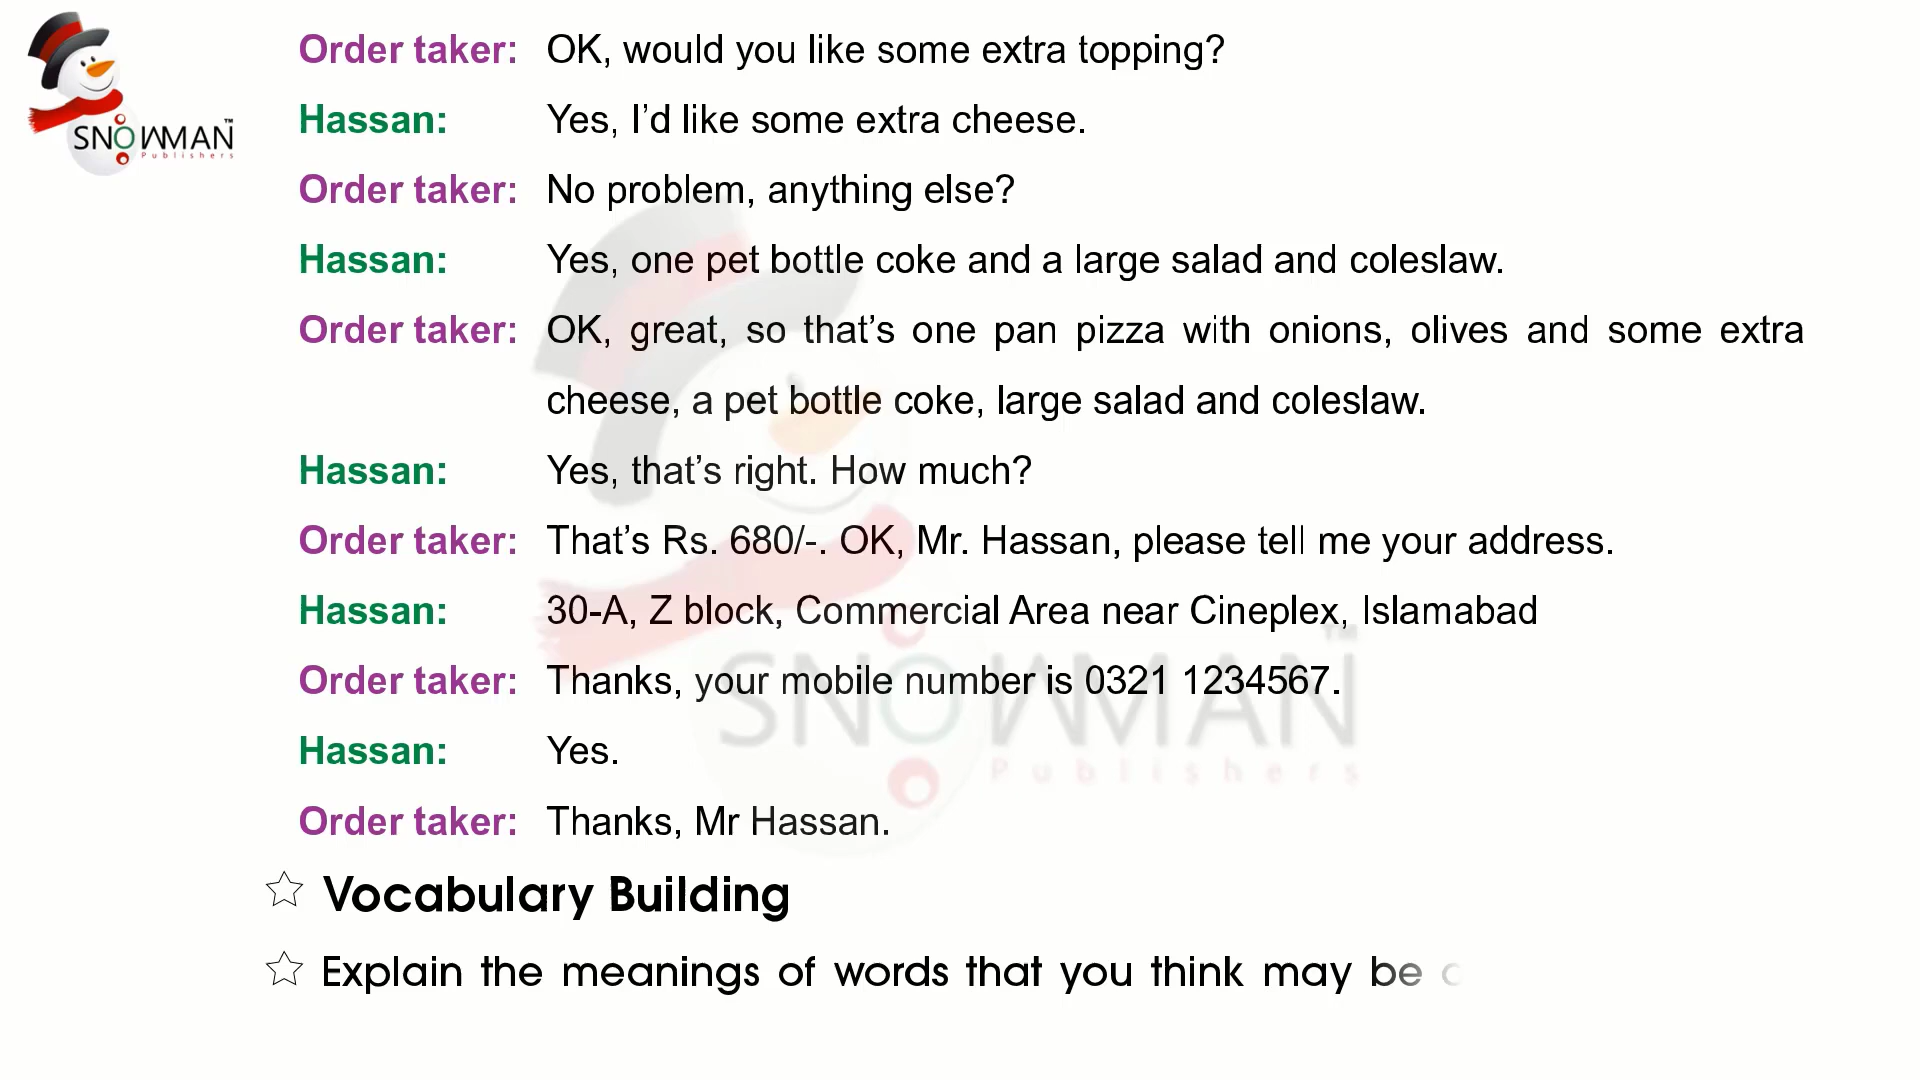 SNOWMAN™
Publishers
Order taker: OK, would you like some extra topping?
Hassan: Yes, I’d like some extra cheese.
Order taker: No problem, anything else?
Hassan: Yes, one pet bottle coke and a large salad and coleslaw.
Order taker: OK, great, so that’s one pan pizza with onions, olives and some extra
cheese, a pet bottle coke, large salad and coleslaw.
Hassan: Yes, that’s right. How much?
Order taker: That’s Rs. 680/-. OK, Mr. Hassan, please tell me your address.
Hassan: 30-A, Z block, Commercial Area near Cineplex, Islamabad
Order taker: Thanks, your mobile number is 0321 1234567.
Hassan: Yes.
Order taker: Thanks, Mr Hassan.
SNOWMAN™
Publishers
☆ Vocabulary Building
☆ Explain the meanings of words that you think may be